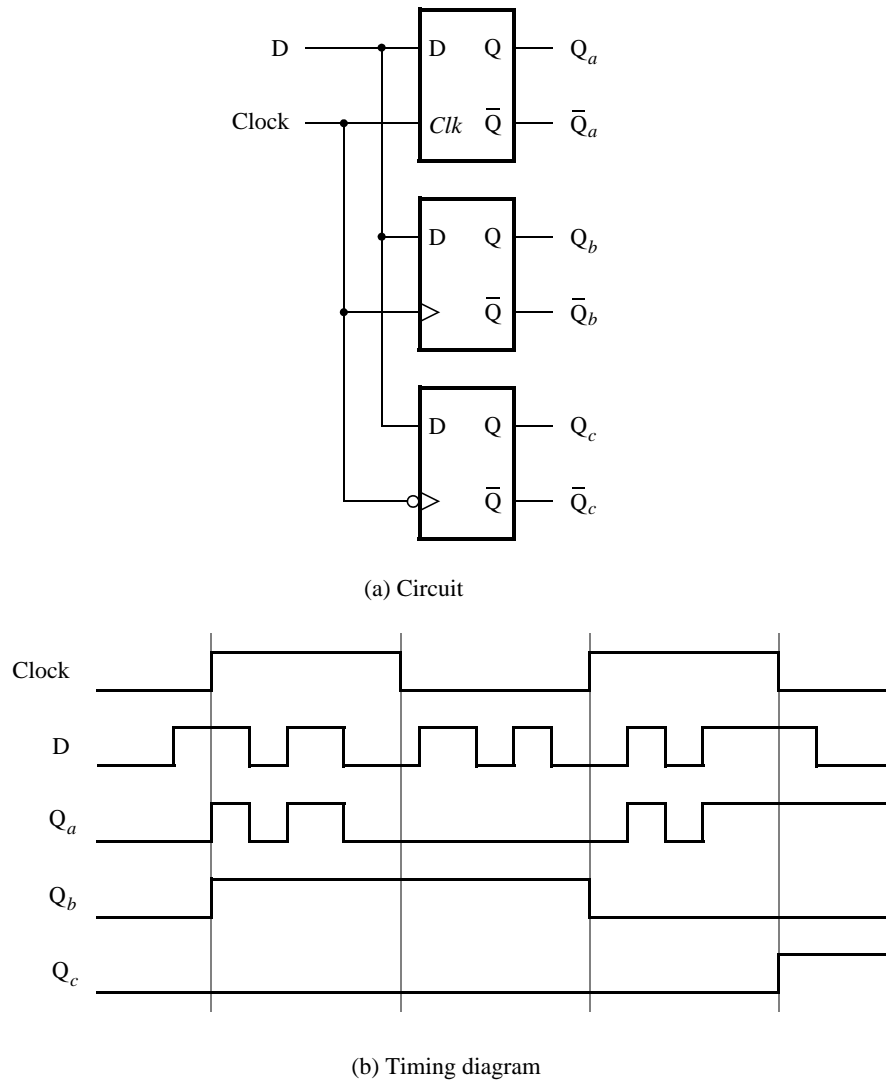 D D Q Qa
Clock Clk Q̅ Q̅a
D Q Qb
Q̅ Q̅b
D Q Qc
Q̅ Q̅c
(a) Circuit
Clock
D
Qa
Qb
Qc
(b) Timing diagram